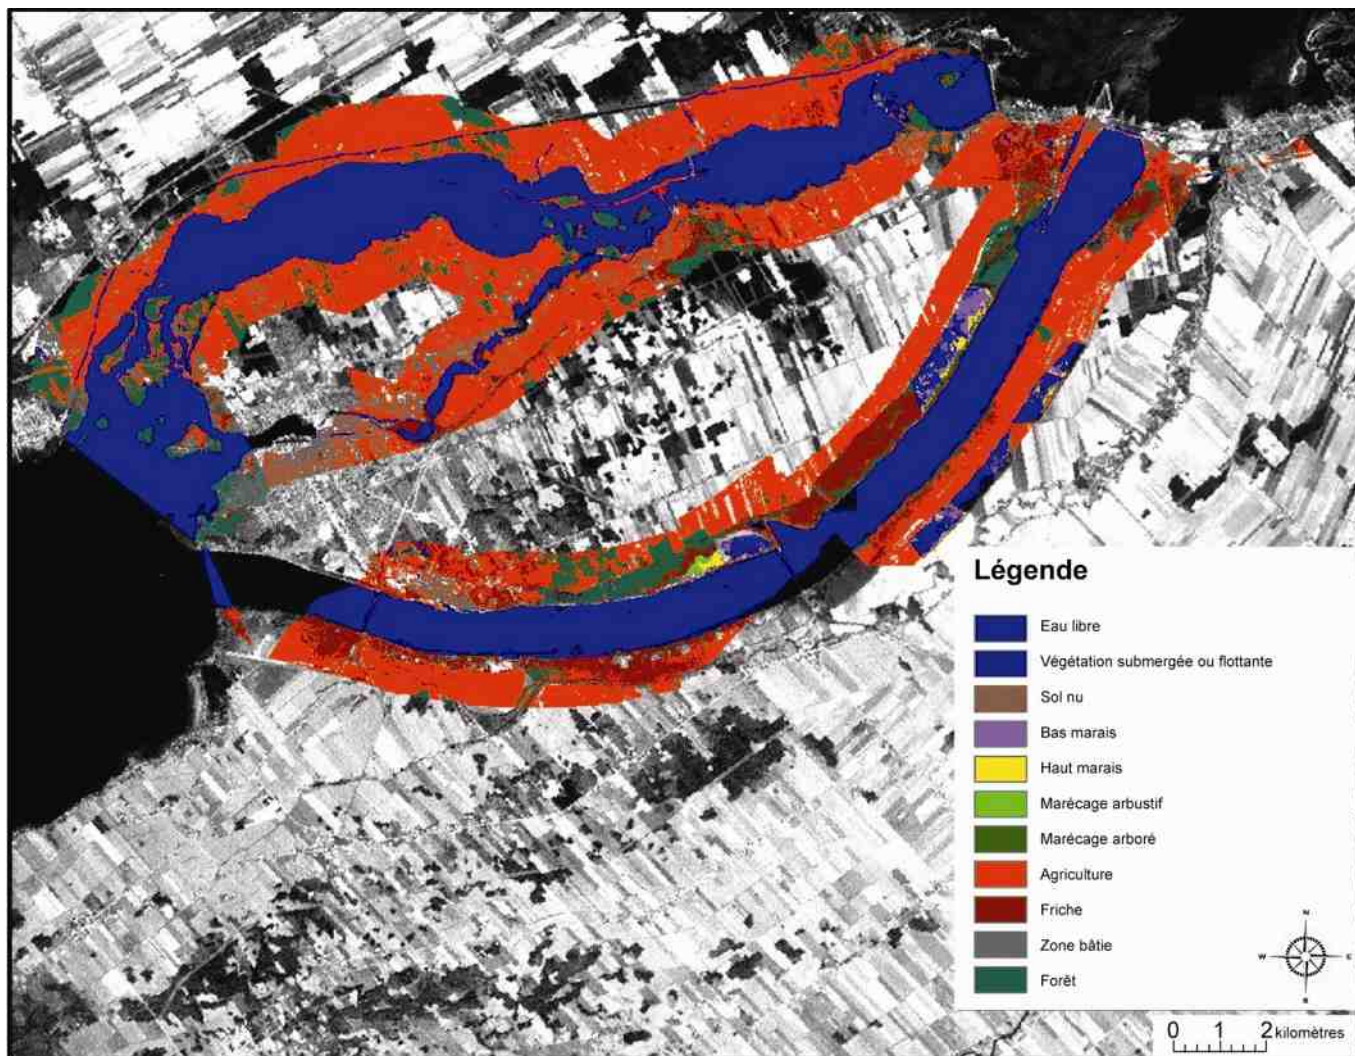 Légende
Eau libre
Végétation submergée ou flottante
Sol nu
Bas marais
Haut marais
Marécage arbustif
Marécage arboré
Agriculture
Friche
Zone bâtie
Forêt
N
W E
S
0 1 2 kilomètres